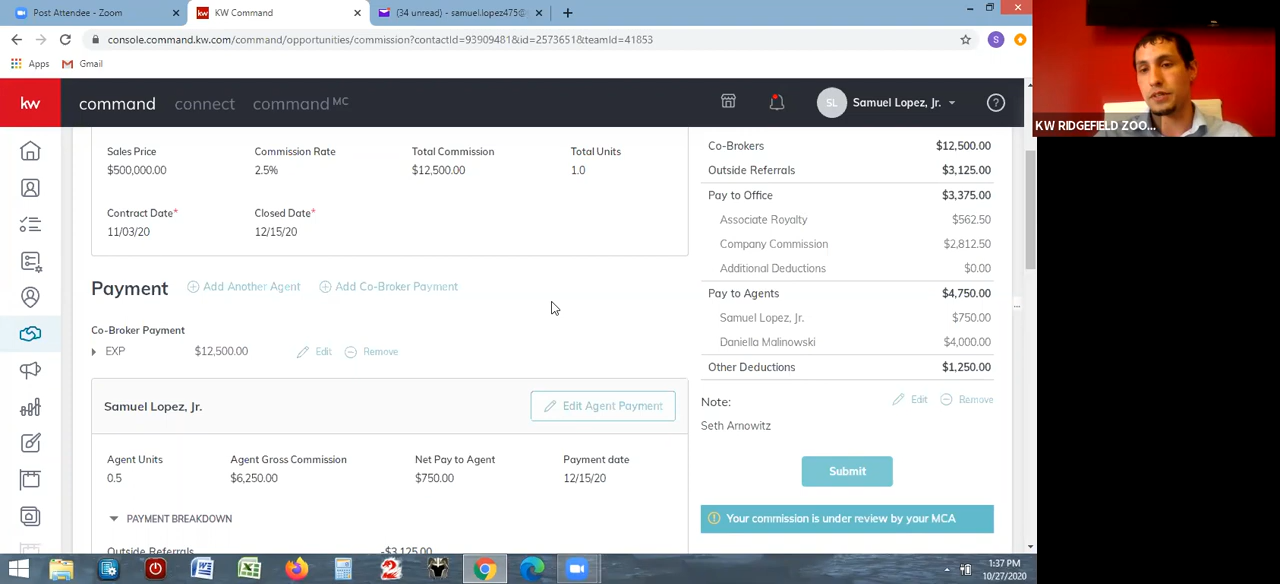 Post Attendee - Zoom
KW Command
(34 unread) - samuel.lopez475@
console.command.kw.com/command/opportunities/commission?contactId=93909481&id=2573651&teamId=41853
Apps
Gmail
kw
command
connect
command MC
SL
Samuel Lopez, Jr.
KW RIDGEFIELD ZOO...
Sales Price
Commission Rate
Total Commission
Total Units
$500,000.00
2.5%
$12,500.00
1.0
Contract Date*
Closed Date*
11/03/20
12/15/20
Payment
Add Another Agent
Add Co-Broker Payment
Co-Broker Payment
EXP
$12,500.00
Edit
Remove
Samuel Lopez, Jr.
Edit Agent Payment
Agent Units
Agent Gross Commission
Net Pay to Agent
Payment date
0.5
$6,250.00
$750.00
12/15/20
PAYMENT BREAKDOWN
Outside Referrals
-$3,125.00
Co-Brokers
$12,500.00
Outside Referrals
$3,125.00
Pay to Office
$3,375.00
Associate Royalty
$562.50
Company Commission
$2,812.50
Additional Deductions
$0.00
Pay to Agents
$4,750.00
Samuel Lopez, Jr.
$750.00
Daniella Malinowski
$4,000.00
Other Deductions
$1,250.00
Note:
Edit
Remove
Seth Arnowitz
Submit
Your commission is under review by your MCA
1:37 PM
10/27/2020